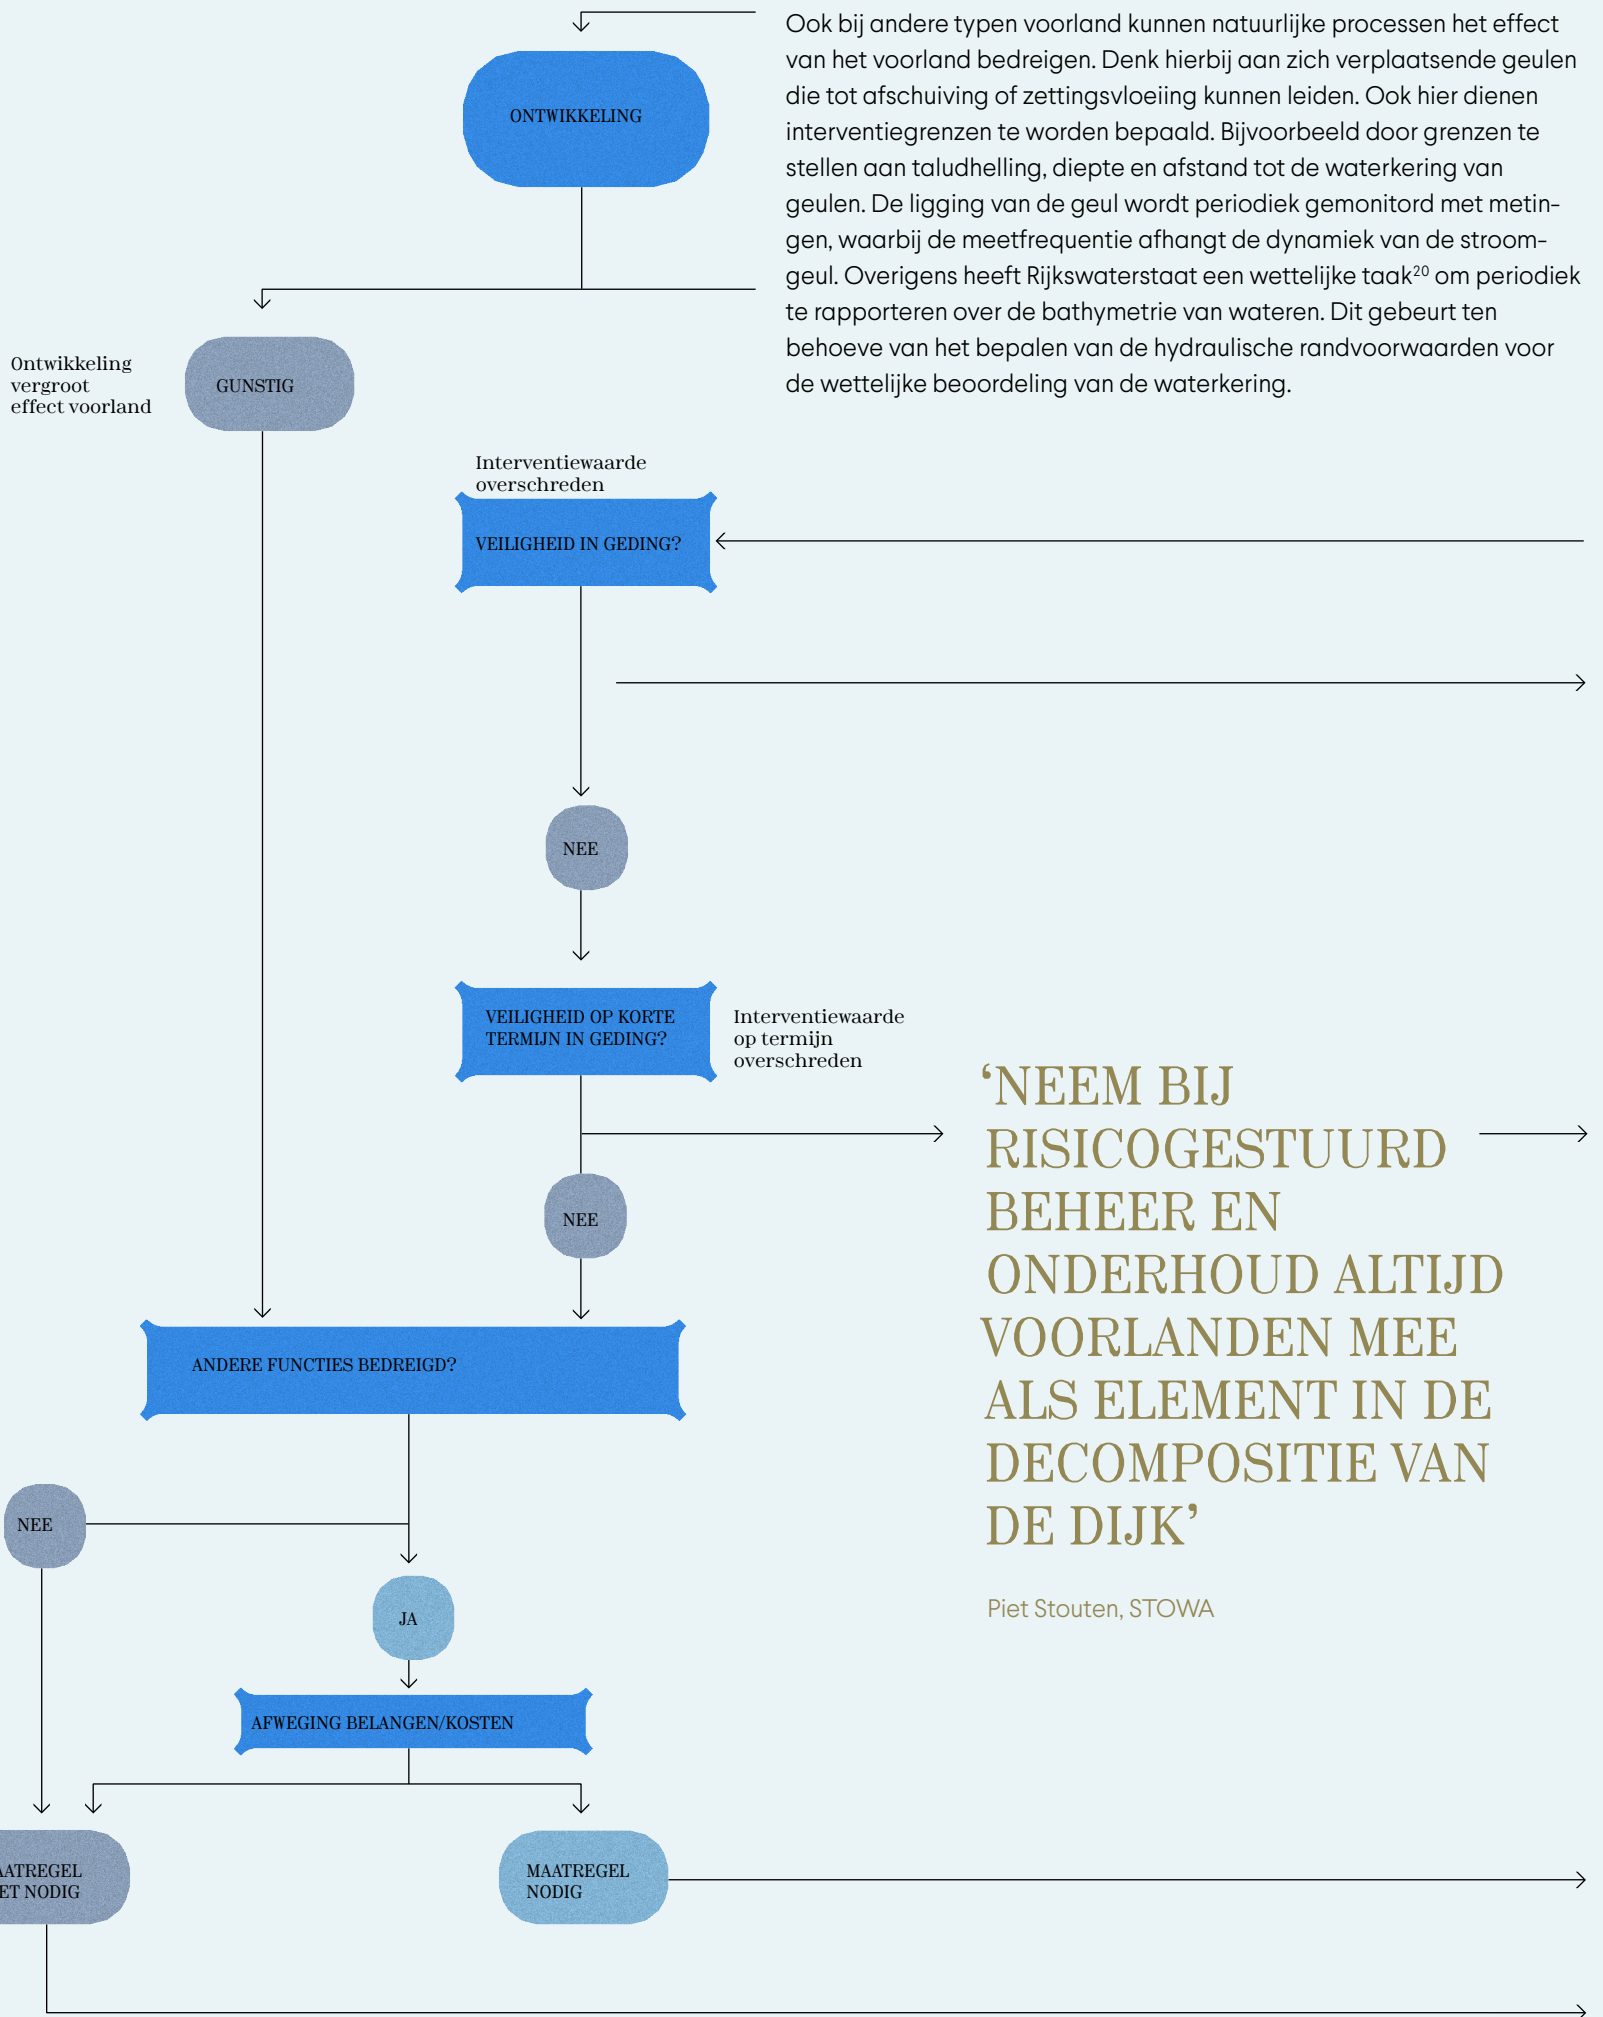 Ook bij andere typen voorland kunnen natuurlijke processen het effect
van het voorland bedreigen. Denk hierbij aan zich verplaatsende geulen
die tot afschuiving of zettingsvloeiing kunnen leiden. Ook hier dienen
interventiegrenzen te worden bepaald. Bijvoorbeeld door grenzen te
stellen aan taludhelling, diepte en afstand tot de waterkering van
geulen. De ligging van de geul wordt periodiek gemonitord met metin-
gen, waarbij de meetfrequentie afhangt de dynamiek van de stroom-
geul. Overigens heeft Rijkswaterstaat een wettelijke taak20 om periodiek
te rapporteren over de bathymetrie van wateren. Dit gebeurt ten
behoeve van het bepalen van de hydraulische randvoorwaarden voor
de wettelijke beoordeling van de waterkering.
ONTWIKKELING
Ontwikkeling
vergroot
effect voorland
GUNSTIG
Interventiewaarde
overschreden
VEILIGHEID IN GEDING?
NEE
VEILIGHEID OP KORTE
TERMIJN IN GEDING?
Interventiewaarde
op termijn
overschreden
NEE
ANDERE FUNCTIES BEDREIGD?
NEE
JA
AFWEGING BELANGEN/KOSTEN
AATREGEL
ET NODIG
MAATREGEL
NODIG
‘NEEM BIJ
RISICOGESTUURD
BEHEER EN
ONDERHOUD ALTIJD
VOORLANDEN MEE
ALS ELEMENT IN DE
DECOMPOSITIE VAN
DE DIJK’
Piet Stouten, STOWA